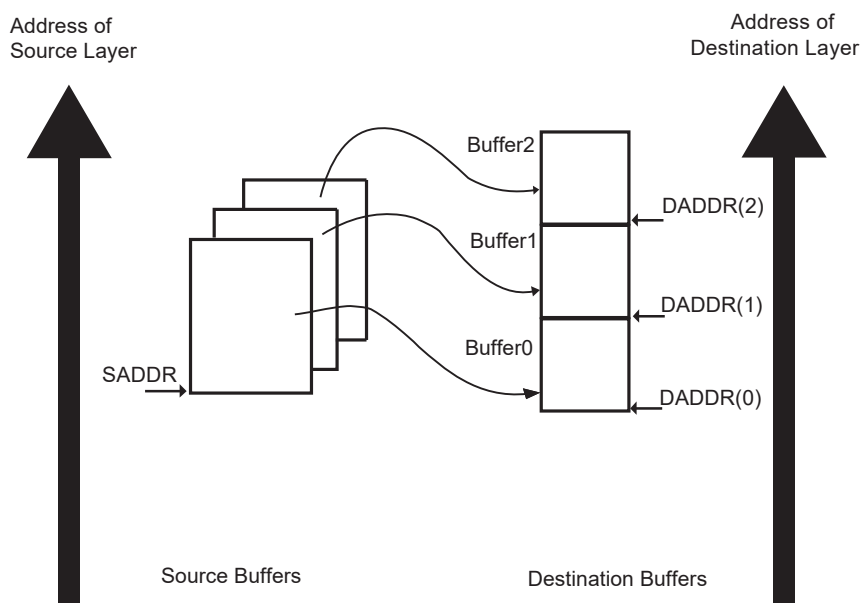 Address of
Source Layer
Address of
Destination Layer
Buffer2
DADDR(2)
Buffer1
DADDR(1)
Buffer0
SADDR
DADDR(0)
Source Buffers
Destination Buffers